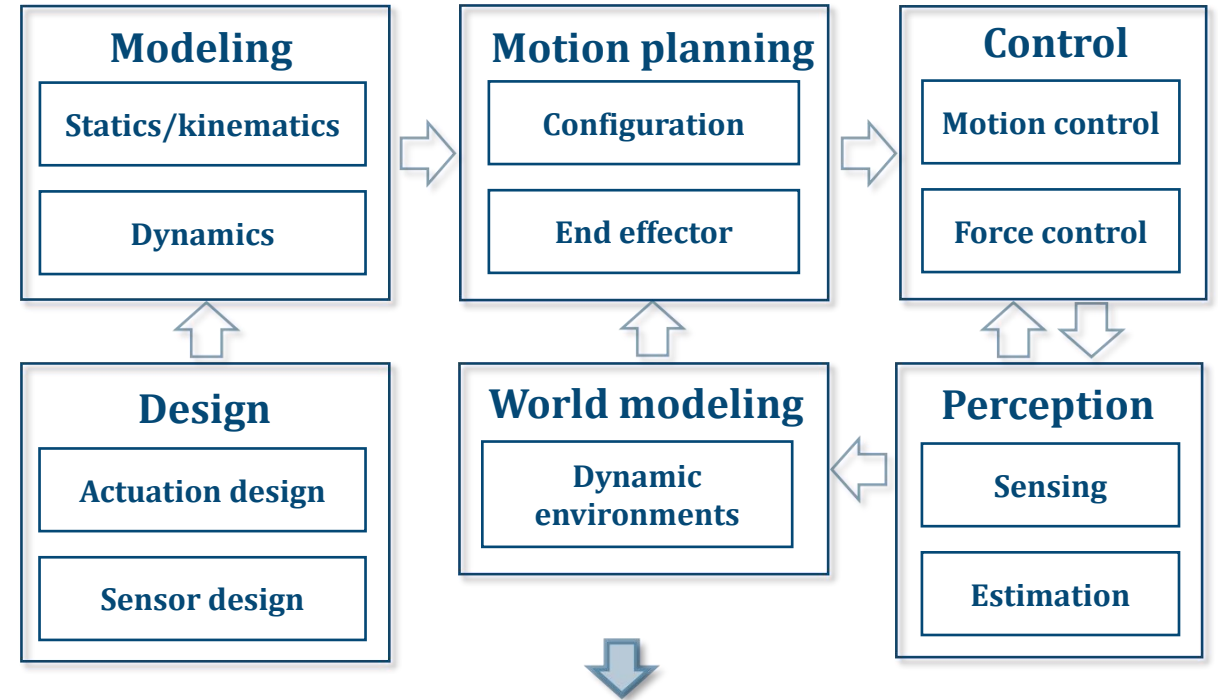 Modeling
Statics/kinematics
Dynamics
Motion planning
Configuration
End effector
Control
Motion control
Force control
Design
Actuation design
Sensor design
World modeling
Dynamic
environments
Perception
Sensing
Estimation